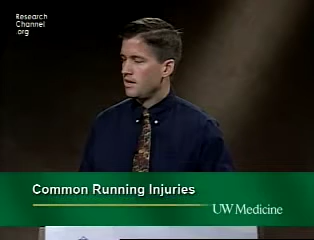 Research
Channel
.org
Common Running Injuries
UW Medicine